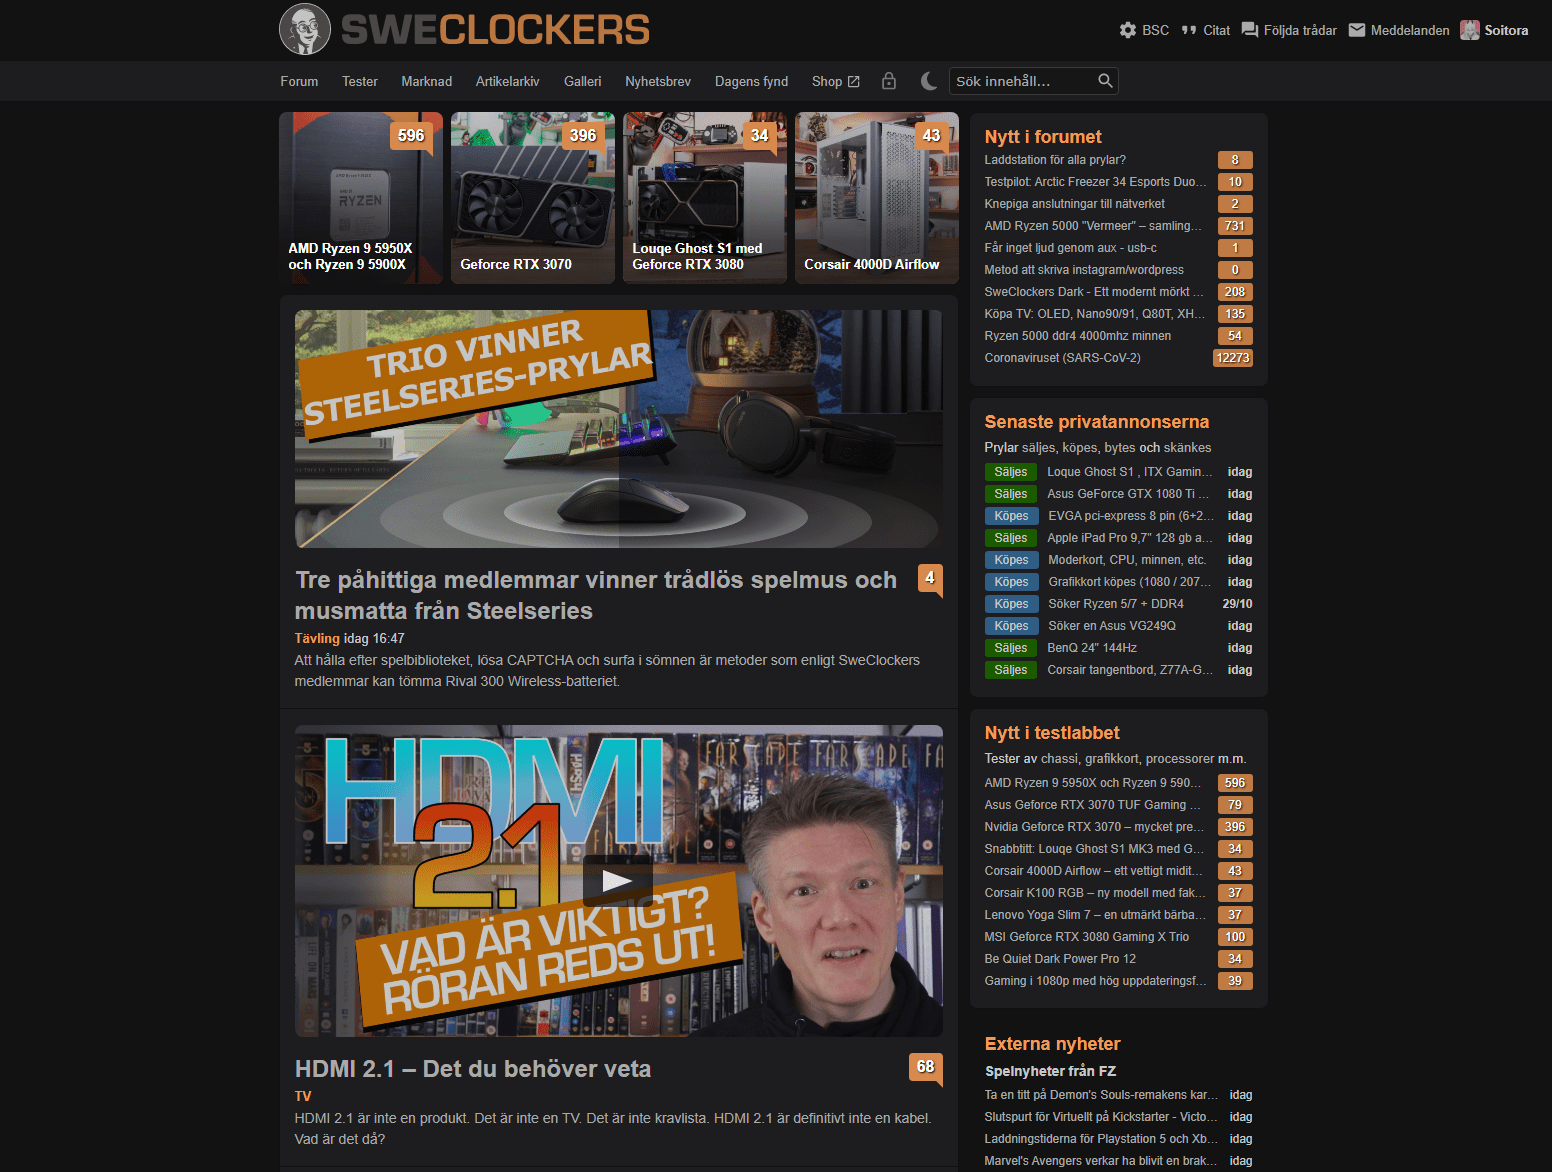 SWECLOCKERS
BSC Citat Följda trådar Meddelanden Soitora
Forum Tester Marknad Artikelarkiv Galleri Nyhetsbrev Dagens fynd Shop Sök innehåll...
596
AMD Ryzen 9 5950X
och Ryzen 9 5900X
396
Geforce RTX 3070
34
Louqe Ghost S1 med
Geforce RTX 3080
43
Corsair 4000D Airflow
TRIO VINNER
STEELSERIES-PRYLAR
Tre påhittiga medlemmar vinner trådlös spelmus och
musmatta från Steelseries
4
Tävling idag 16:47
Att hålla efter spelbiblioteket, lösa CAPTCHA och surfa i sömnen är metoder som enligt SweClockers
medlemmar kan tömma Rival 300 Wireless-batteriet.
FARSCAPE FARSCAPE
HDMI
2.1
VAD ÄR VIKTIGT?
RÖRAN REDS UT!
HDMI 2.1 – Det du behöver veta
68
TV
HDMI 2.1 är inte en produkt. Det är inte en TV. Det är inte kravlista. HDMI 2.1 är definitivt inte en kabel.
Vad är det då?
Nytt i forumet
Laddstation för alla prylar? 8
Testpilot: Arctic Freezer 34 Esports Duo... 10
Knepiga anslutningar till nätverket 2
AMD Ryzen 5000 "Vermeer" – samling... 731
Får inget ljud genom aux - usb-c 1
Metod att skriva instagram/wordpress 0
SweClockers Dark - Ett modernt mörkt ... 208
Köpa TV: OLED, Nano90/91, Q80T, XH... 135
Ryzen 5000 ddr4 4000mhz minnen 54
Coronaviruset (SARS-CoV-2) 12273
Senaste privatannonserna
Prylar säljes, köpes, bytes och skänkes
Säljes Loque Ghost S1 , ITX Gamin... idag
Säljes Asus GeForce GTX 1080 Ti ... idag
Köpes EVGA pci-express 8 pin (6+2... idag
Säljes Apple iPad Pro 9,7" 128 gb a... idag
Köpes Moderkort, CPU, minnen, etc. idag
Köpes Grafikkort köpes (1080 / 207... idag
Köpes Söker Ryzen 5/7 + DDR4 29/10
Köpes Söker en Asus VG249Q idag
Säljes BenQ 24" 144Hz idag
Säljes Corsair tangentbord, Z77A-G... idag
Nytt i testlabbet
Tester av chassi, grafikkort, processorer m.m.
AMD Ryzen 9 5950X och Ryzen 9 590... 596
Asus Geforce RTX 3070 TUF Gaming ... 79
Nvidia Geforce RTX 3070 – mycket pre... 396
Snabbtitt: Louqe Ghost S1 MK3 med G... 34
Corsair 4000D Airflow – ett vettigt midit... 43
Corsair K100 RGB – ny modell med fak... 37
Lenovo Yoga Slim 7 – en utmärkt bärba... 37
MSI Geforce RTX 3080 Gaming X Trio 100
Be Quiet Dark Power Pro 12 34
Gaming i 1080p med hög uppdateringsf... 39
Externa nyheter
Spelnyheter från FZ
Ta en titt på Demon's Souls-remakens kar... idag
Slutspurt för Virtuellt på Kickstarter - Victo... idag
Laddningstiderna för Playstation 5 och Xb... idag
Marvel's Avengers verkar ha blivit en brak... idag